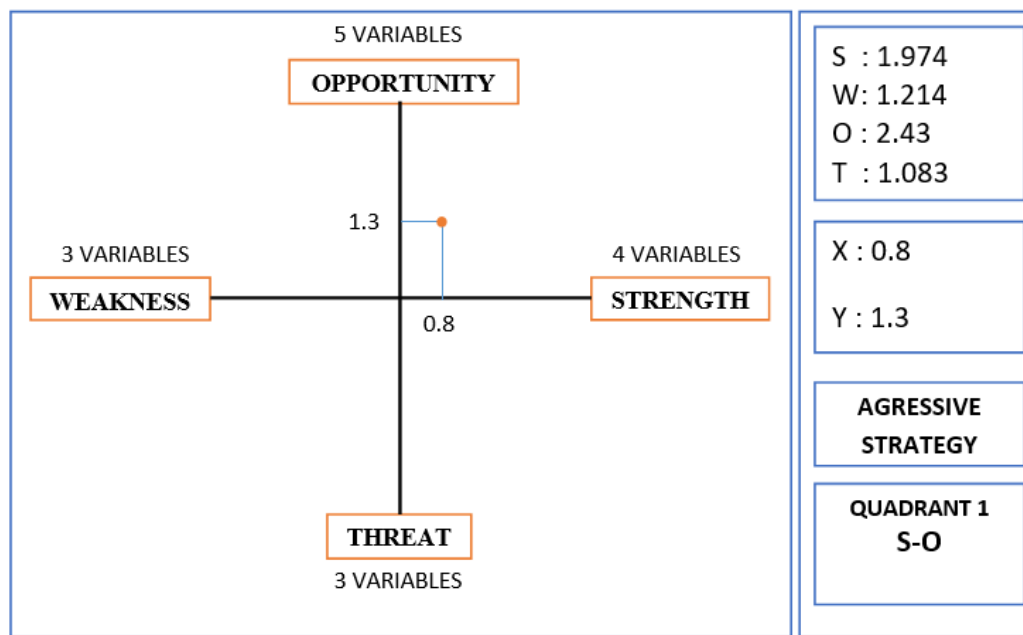 5 VARIABLES
OPPORTUNITY
1.3
3 VARIABLES
4 VARIABLES
WEAKNESS
STRENGTH
0.8
THREAT
3 VARIABLES
S : 1.974
W: 1.214
O : 2.43
T : 1.083
X : 0.8
Y : 1.3
AGRESSIVE
STRATEGY
QUADRANT 1
S-O